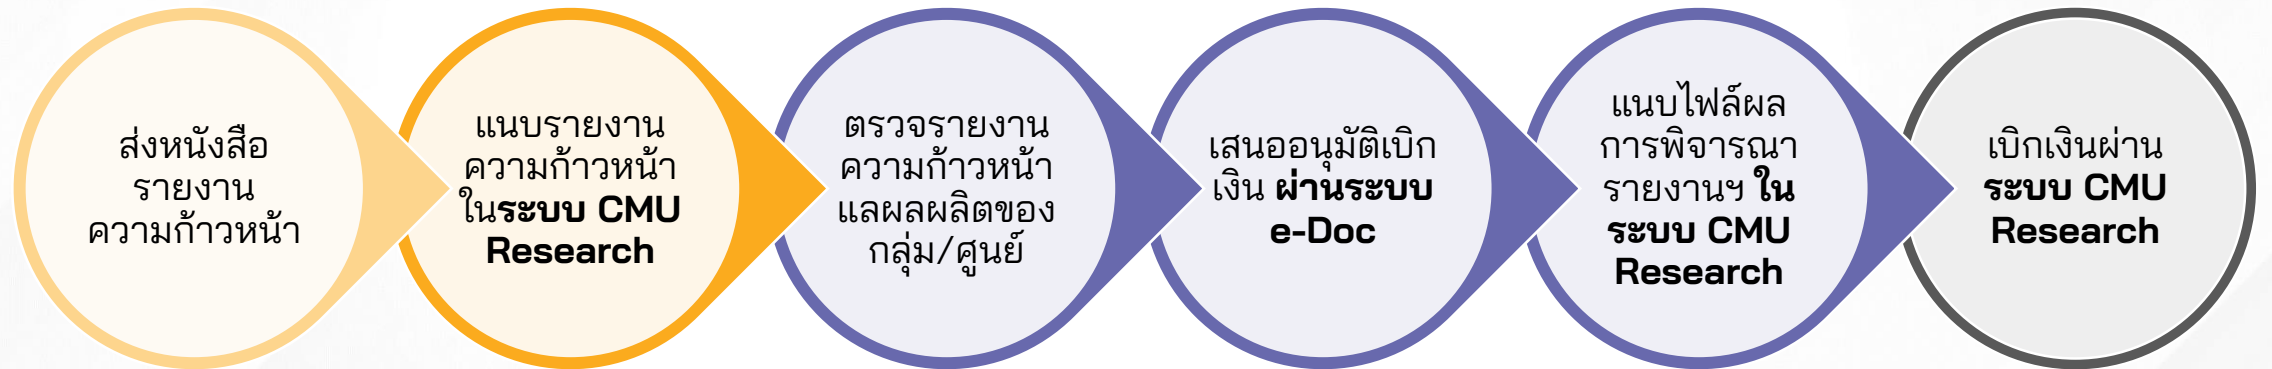 ส่งหนังสือ
รายงาน
ความก้าวหน้า
แนบรายงาน
ความก้าวหน้า
ในระบบ CMU
Research
ตรวจรายงาน
ความก้าวหน้า
แลผลผลิตของ
กลุ่ม/ศูนย์
เสนออนุมัติเบิก
เงิน ผ่านระบบ
e-Doc
แนบไฟล์ผล
การพิจารณา
รายงานฯ ใน
ระบบ CMU
Research
เบิกเงินผ่าน
ระบบ CMU
Research